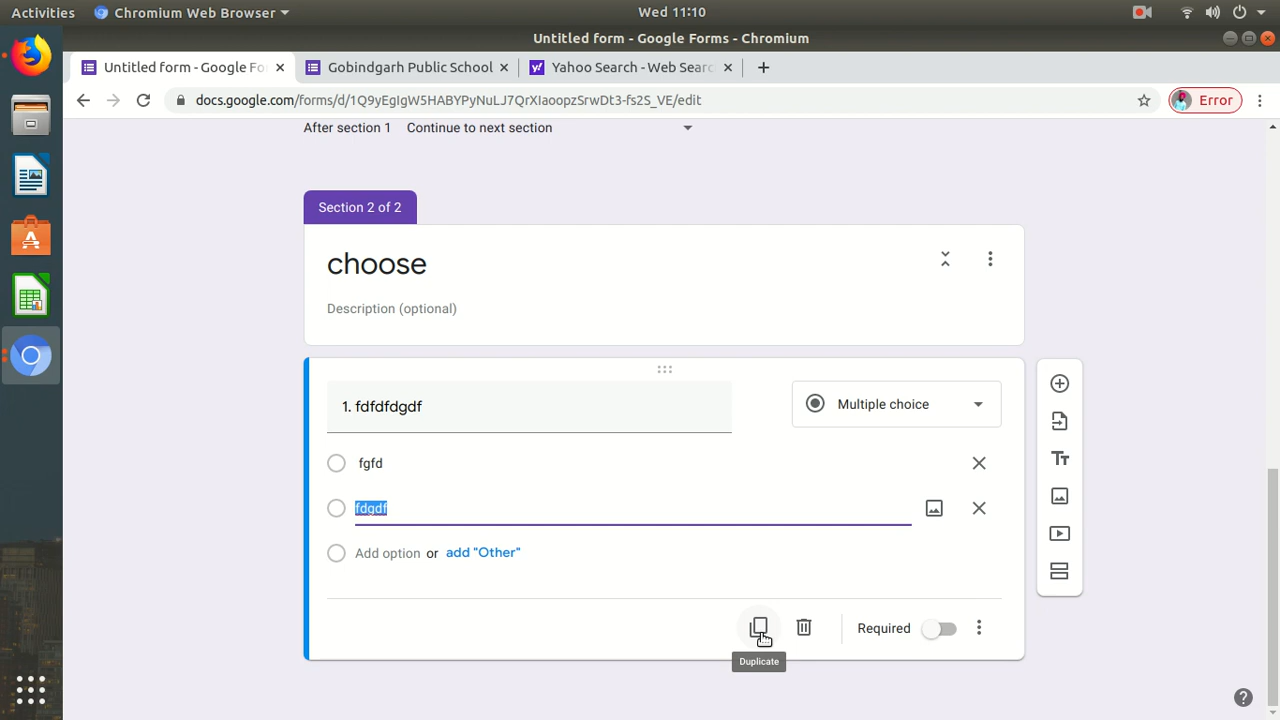 Activities Chromium Web Browser Wed 11:10
Untitled form - Google Forms - Chromium
Untitled form - Google Fo Gobindgarh Public School Yahoo Search - Web Searc
docs.google.com/forms/d/1Q9yEgIgW5HABYPyNuLJ7QrXIaoopzSrwDt3-fs2S_VE/edit Error
After section 1 Continue to next section
Section 2 of 2
choose
Description (optional)
1. fdfdfdgdf Multiple choice
fgfd
fdgdf
Add option or add "Other"
Required
Duplicate